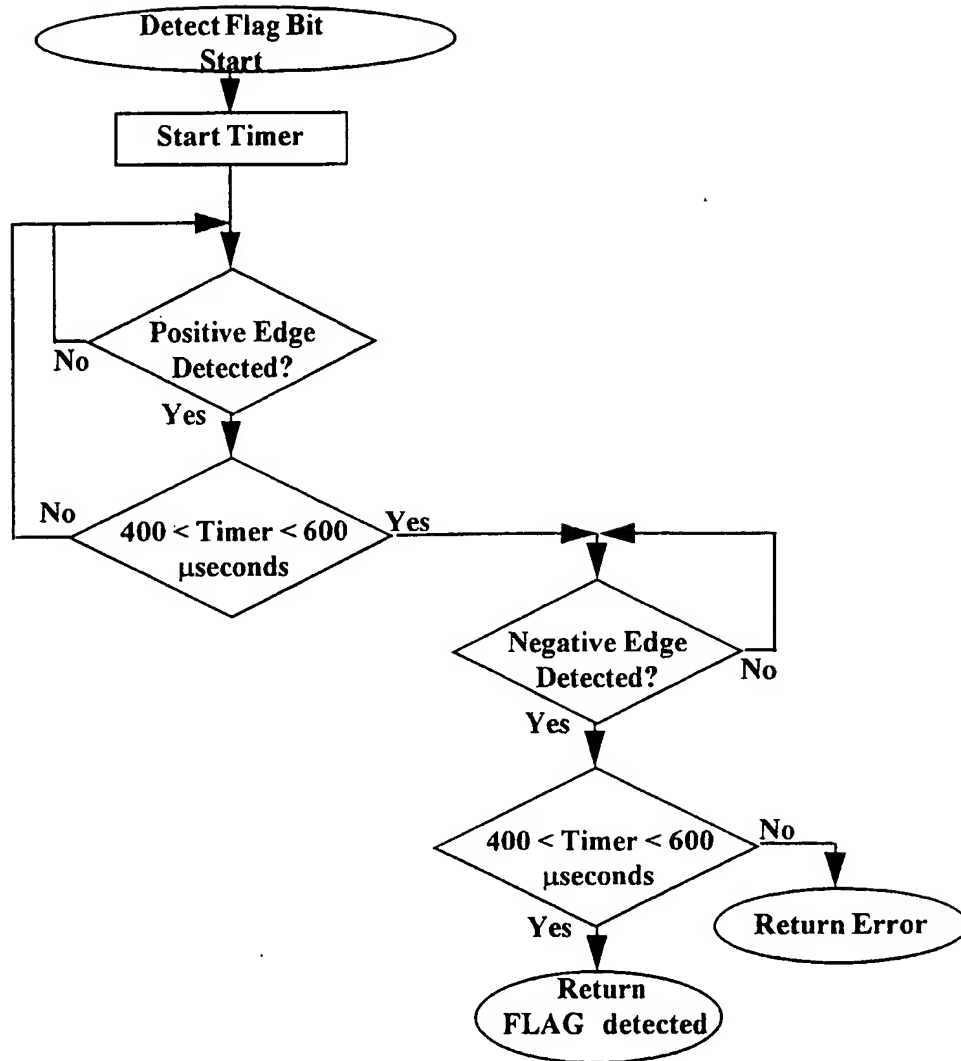 Detect Flag Bit
Start
Start Timer
Positive Edge
Detected?
No
Yes
No
400 < Timer < 600
µseconds
Yes
Negative Edge
Detected?
No
Yes
400 < Timer < 600
µseconds
No
Yes
Return Error
Return
FLAG detected